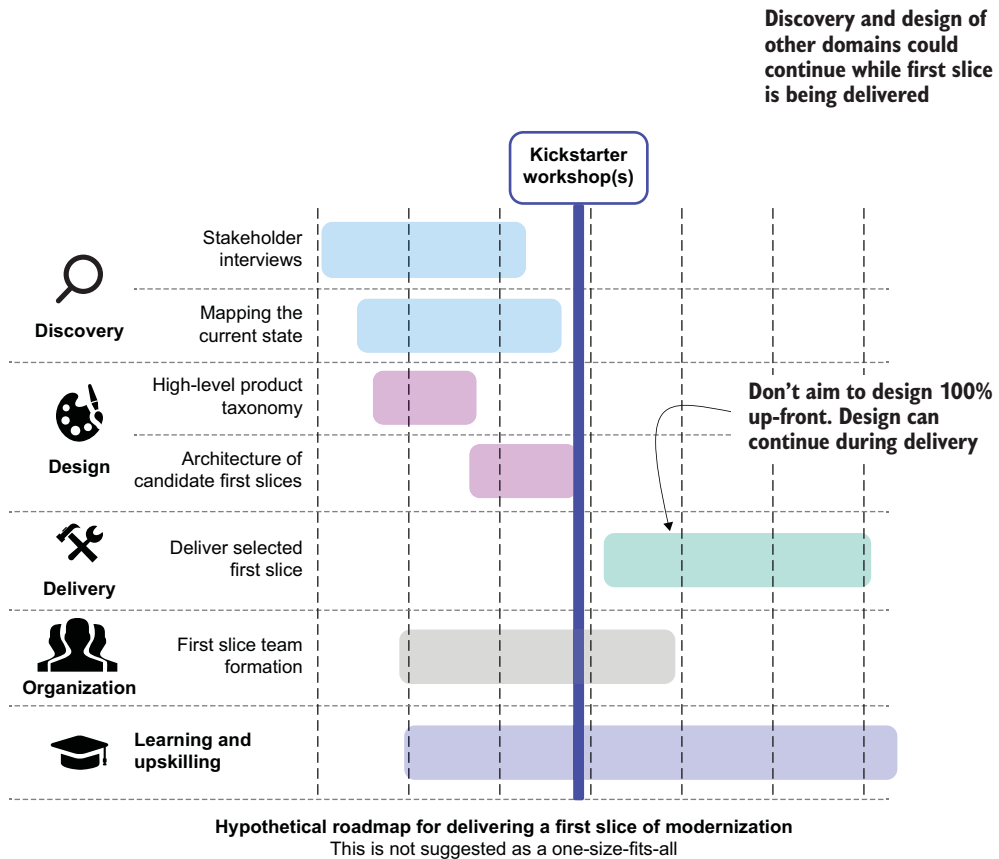 Discovery and design of
other domains could
continue while first slice
is being delivered
Kickstarter
workshop(s)
Stakeholder
interviews
Discovery
Mapping the
current state
High-level product
taxonomy
Don’t aim to design 100%
up-front. Design can
continue during delivery
Design
Architecture of
candidate first slices
Deliver selected
first slice
Delivery
First slice team
formation
Organization
Learning and
upskilling
Hypothetical roadmap for delivering a first slice of modernization
This is not suggested as a one-size-fits-all